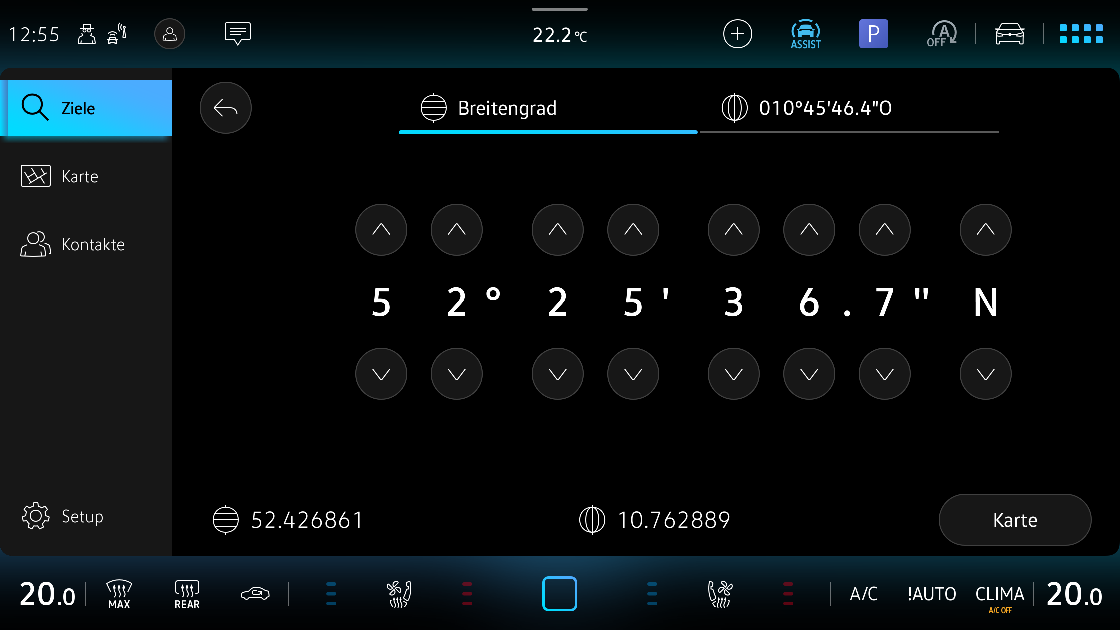 12:55
22.2°C
ASSIST
P
A
OFF
Ziele
Breitengrad
010°45'46.4"O
Karte
Kontakte
5 2° 2 5' 3 6.7" N
Setup
52.426861
10.762889
Karte
20.0
MAX
REAR
A/C
!AUTO
CLIMA
A/C OFF
20.0